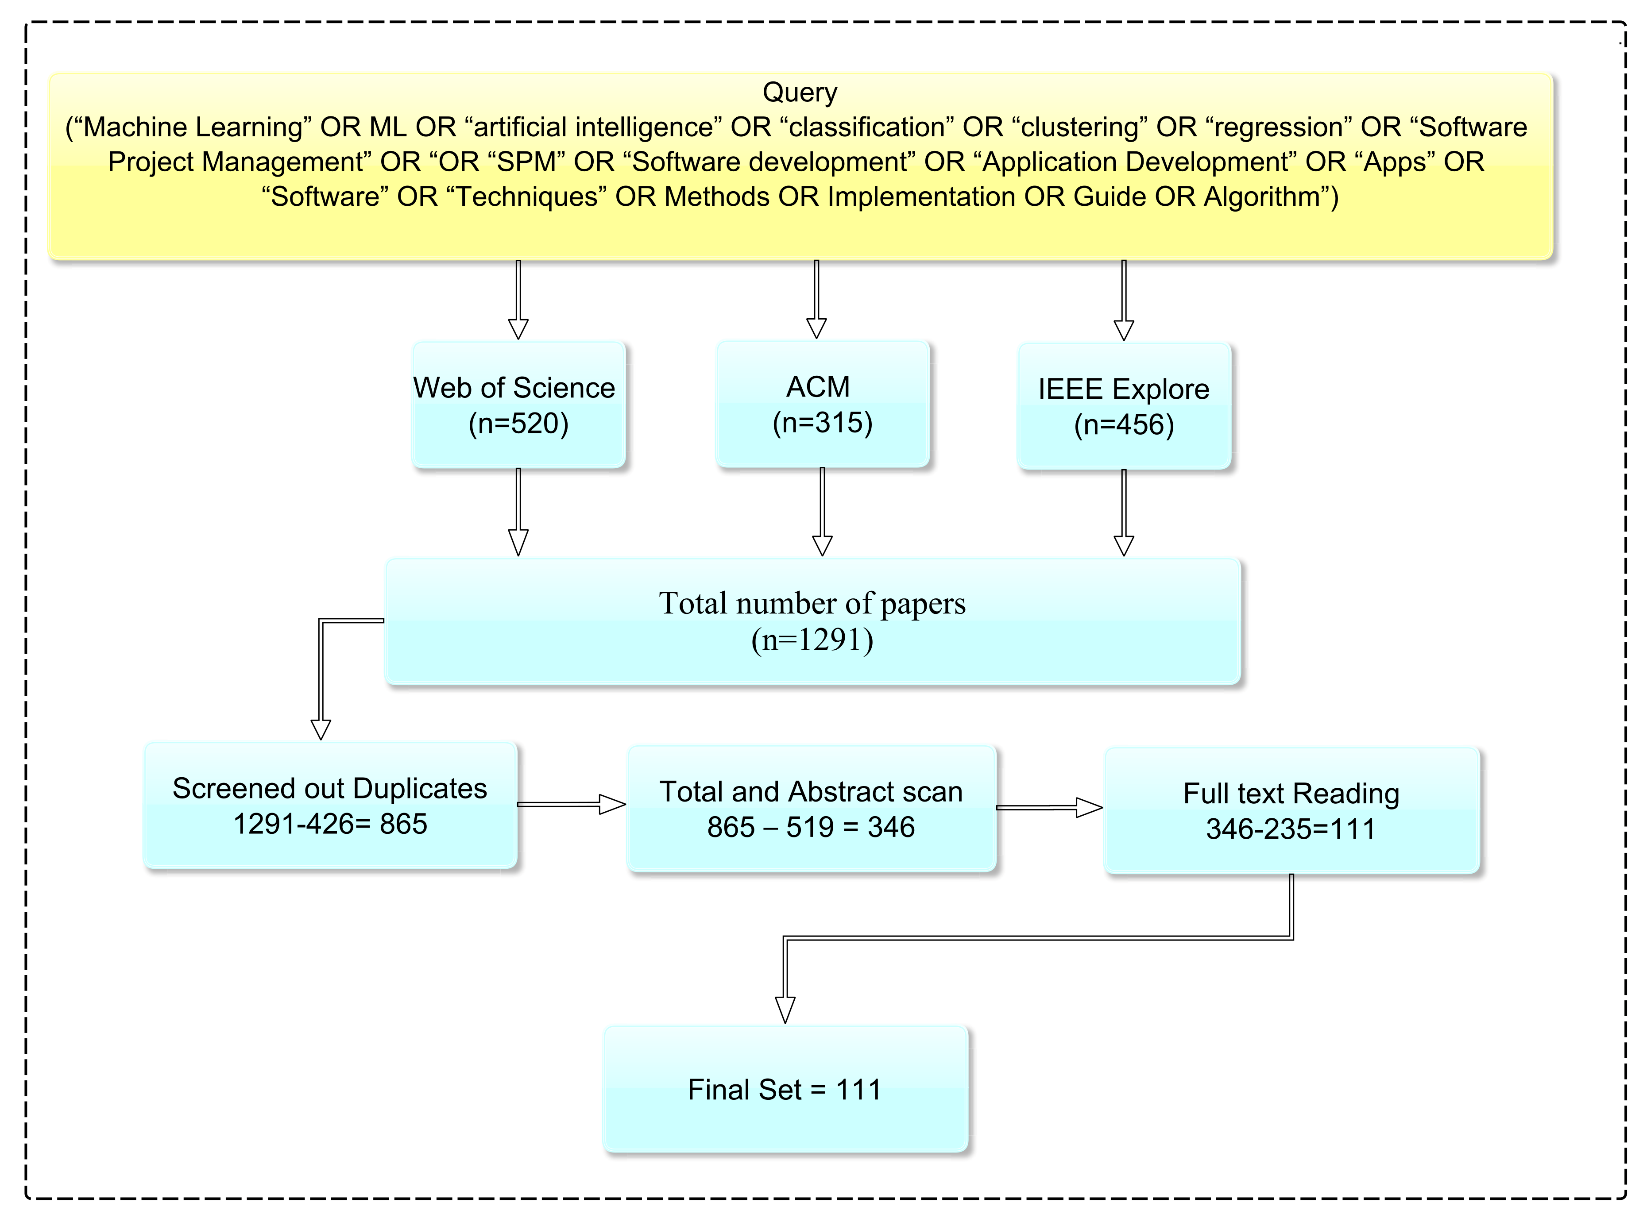 Query
(“Machine Learning” OR ML OR “artificial intelligence” OR “classification” OR “clustering” OR “regression” OR “Software
Project Management” OR “OR “SPM” OR “Software development” OR “Application Development” OR “Apps” OR
“Software” OR “Techniques” OR Methods OR Implementation OR Guide OR Algorithm”)
Web of Science
(n=520)
ACM
(n=315)
IEEE Explore
(n=456)
Total number of papers
(n=1291)
Screened out Duplicates
1291-426= 865
Total and Abstract scan
865 – 519 = 346
Full text Reading
346-235=111
Final Set = 111